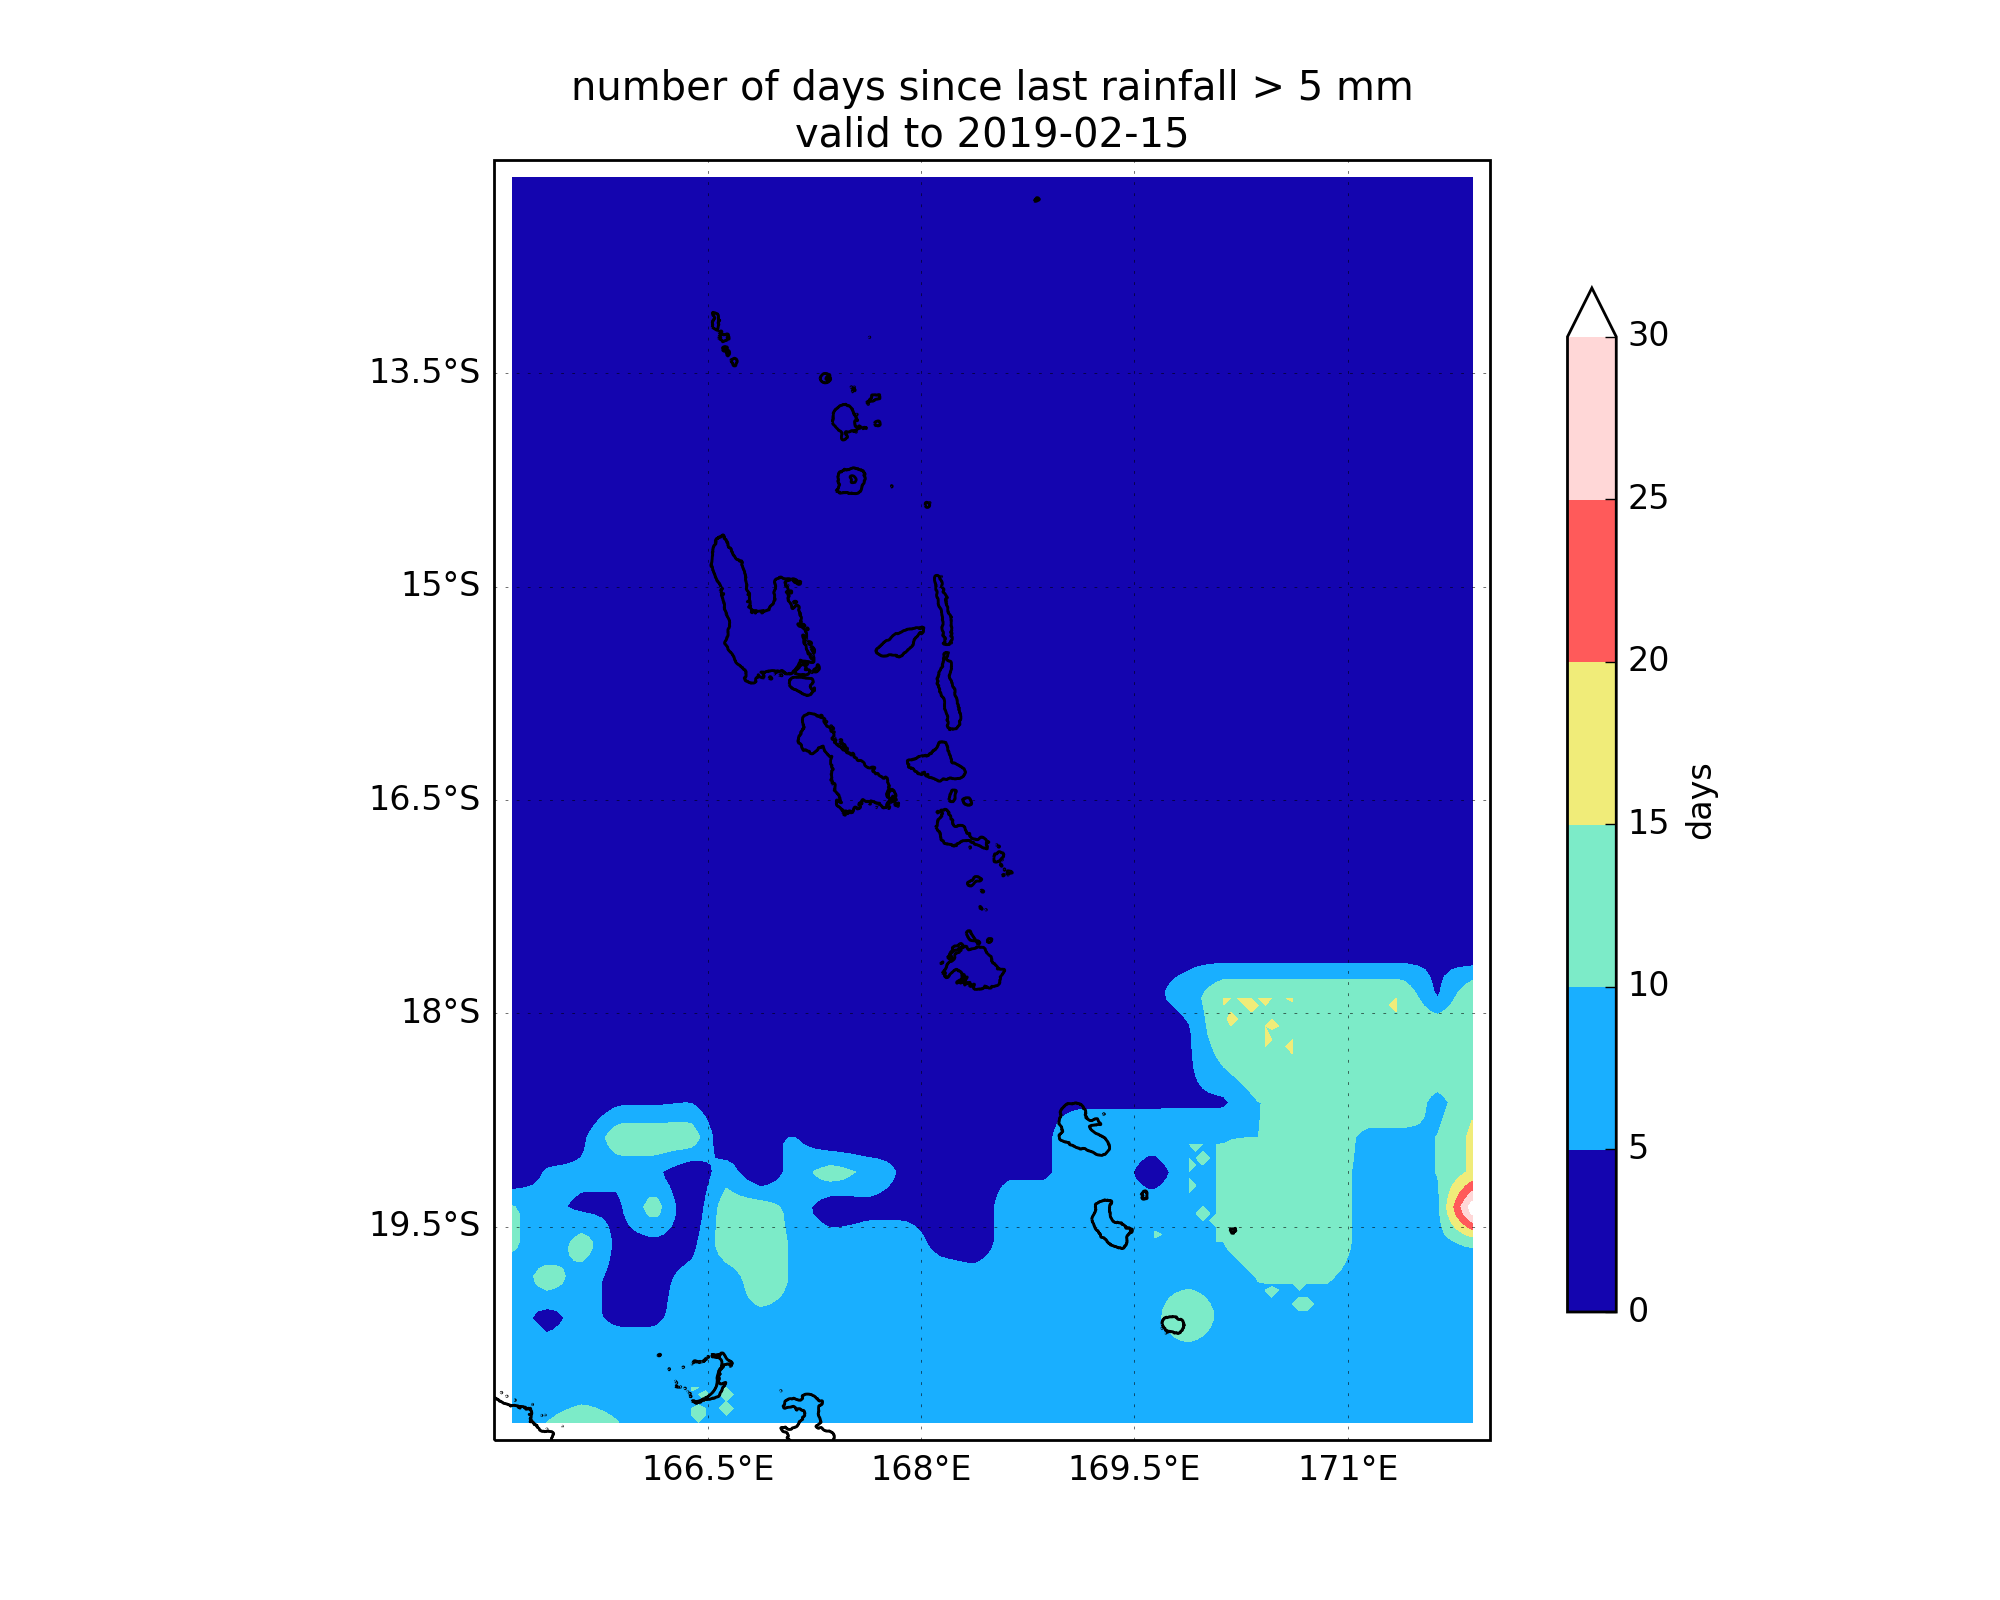 number of days since last rainfall > 5 mm
valid to 2019-02-15
13.5°S
15°S
16.5°S
18°S
19.5°S
166.5°E
168°E
169.5°E
171°E
30
25
20
15
10
5
0
days